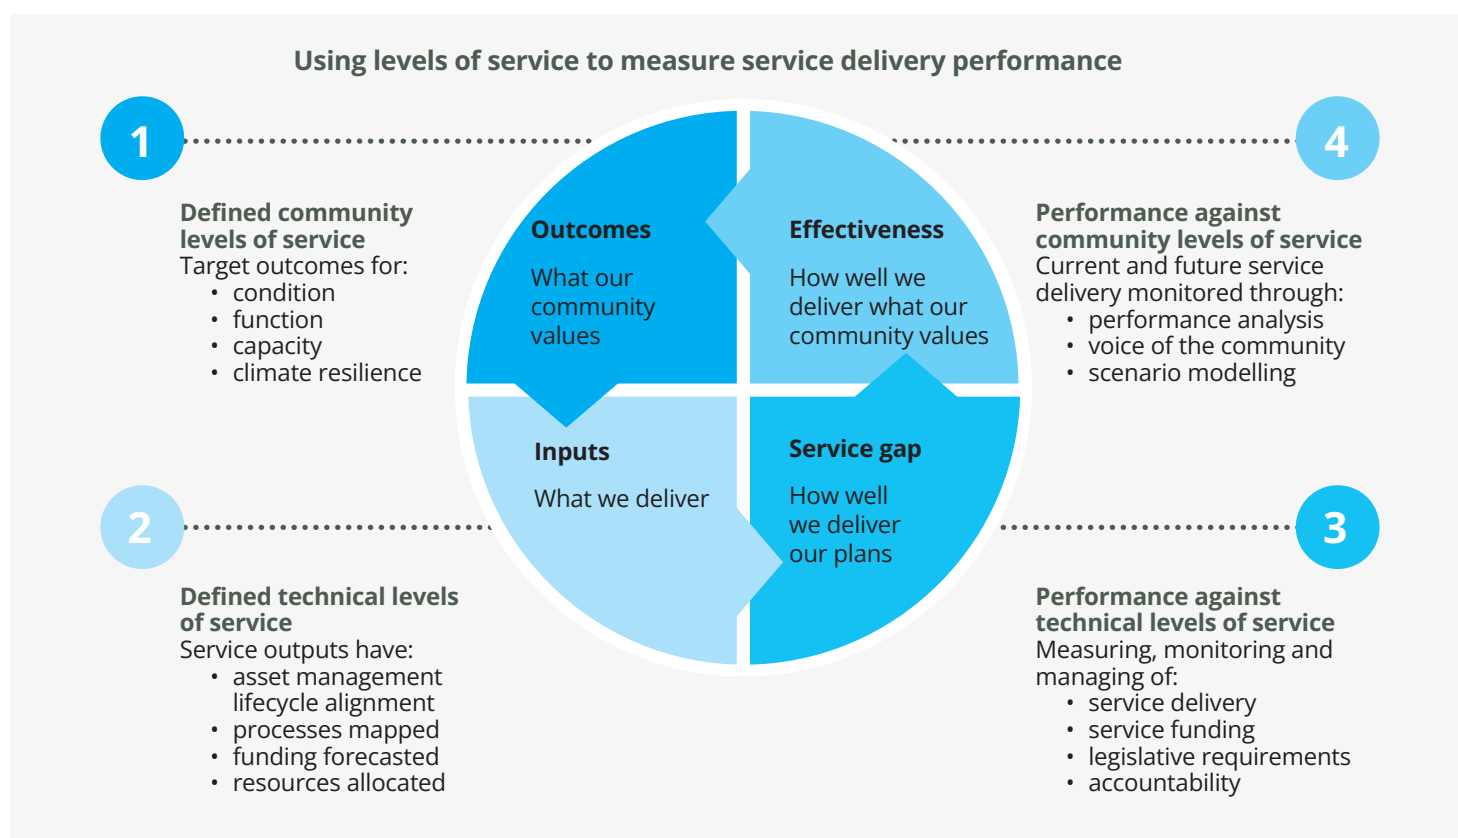 Using levels of service to measure service delivery performance
1
Defined community
levels of service
Target outcomes for:
• condition
• function
• capacity
• climate resilience
Outcomes
What our
community
values
Effectiveness
How well we
deliver what our
community values
4
Performance against
community levels of service
Current and future service
delivery monitored through:
• performance analysis
• voice of the community
• scenario modelling
2
Defined technical levels
of service
Service outputs have:
• asset management
lifecycle alignment
• processes mapped
• funding forecasted
• resources allocated
Inputs
What we deliver
Service gap
How well
we deliver
our plans
3
Performance against
technical levels of service
Measuring, monitoring and
managing of:
• service delivery
• service funding
• legislative requirements
• accountability